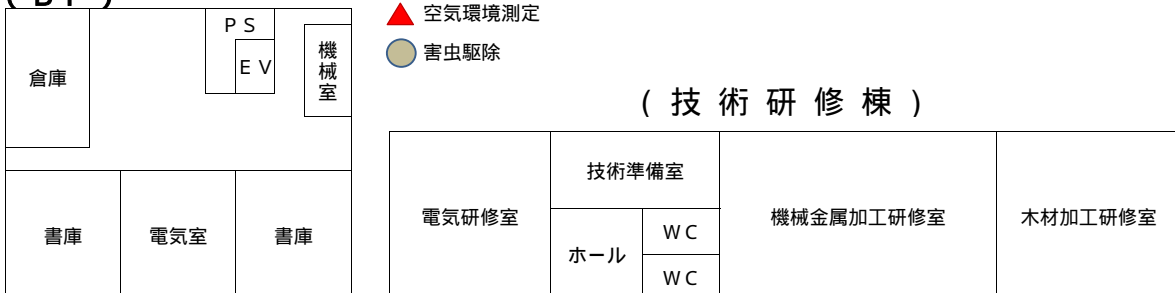 空気環境測定
害虫駆除
PS
EV
機械室
倉庫
書庫
電気室
書庫
(技術研修棟)
電気研修室
技術準備室
ホール
WC
WC
機械金属加工研修室
木材加工研修室